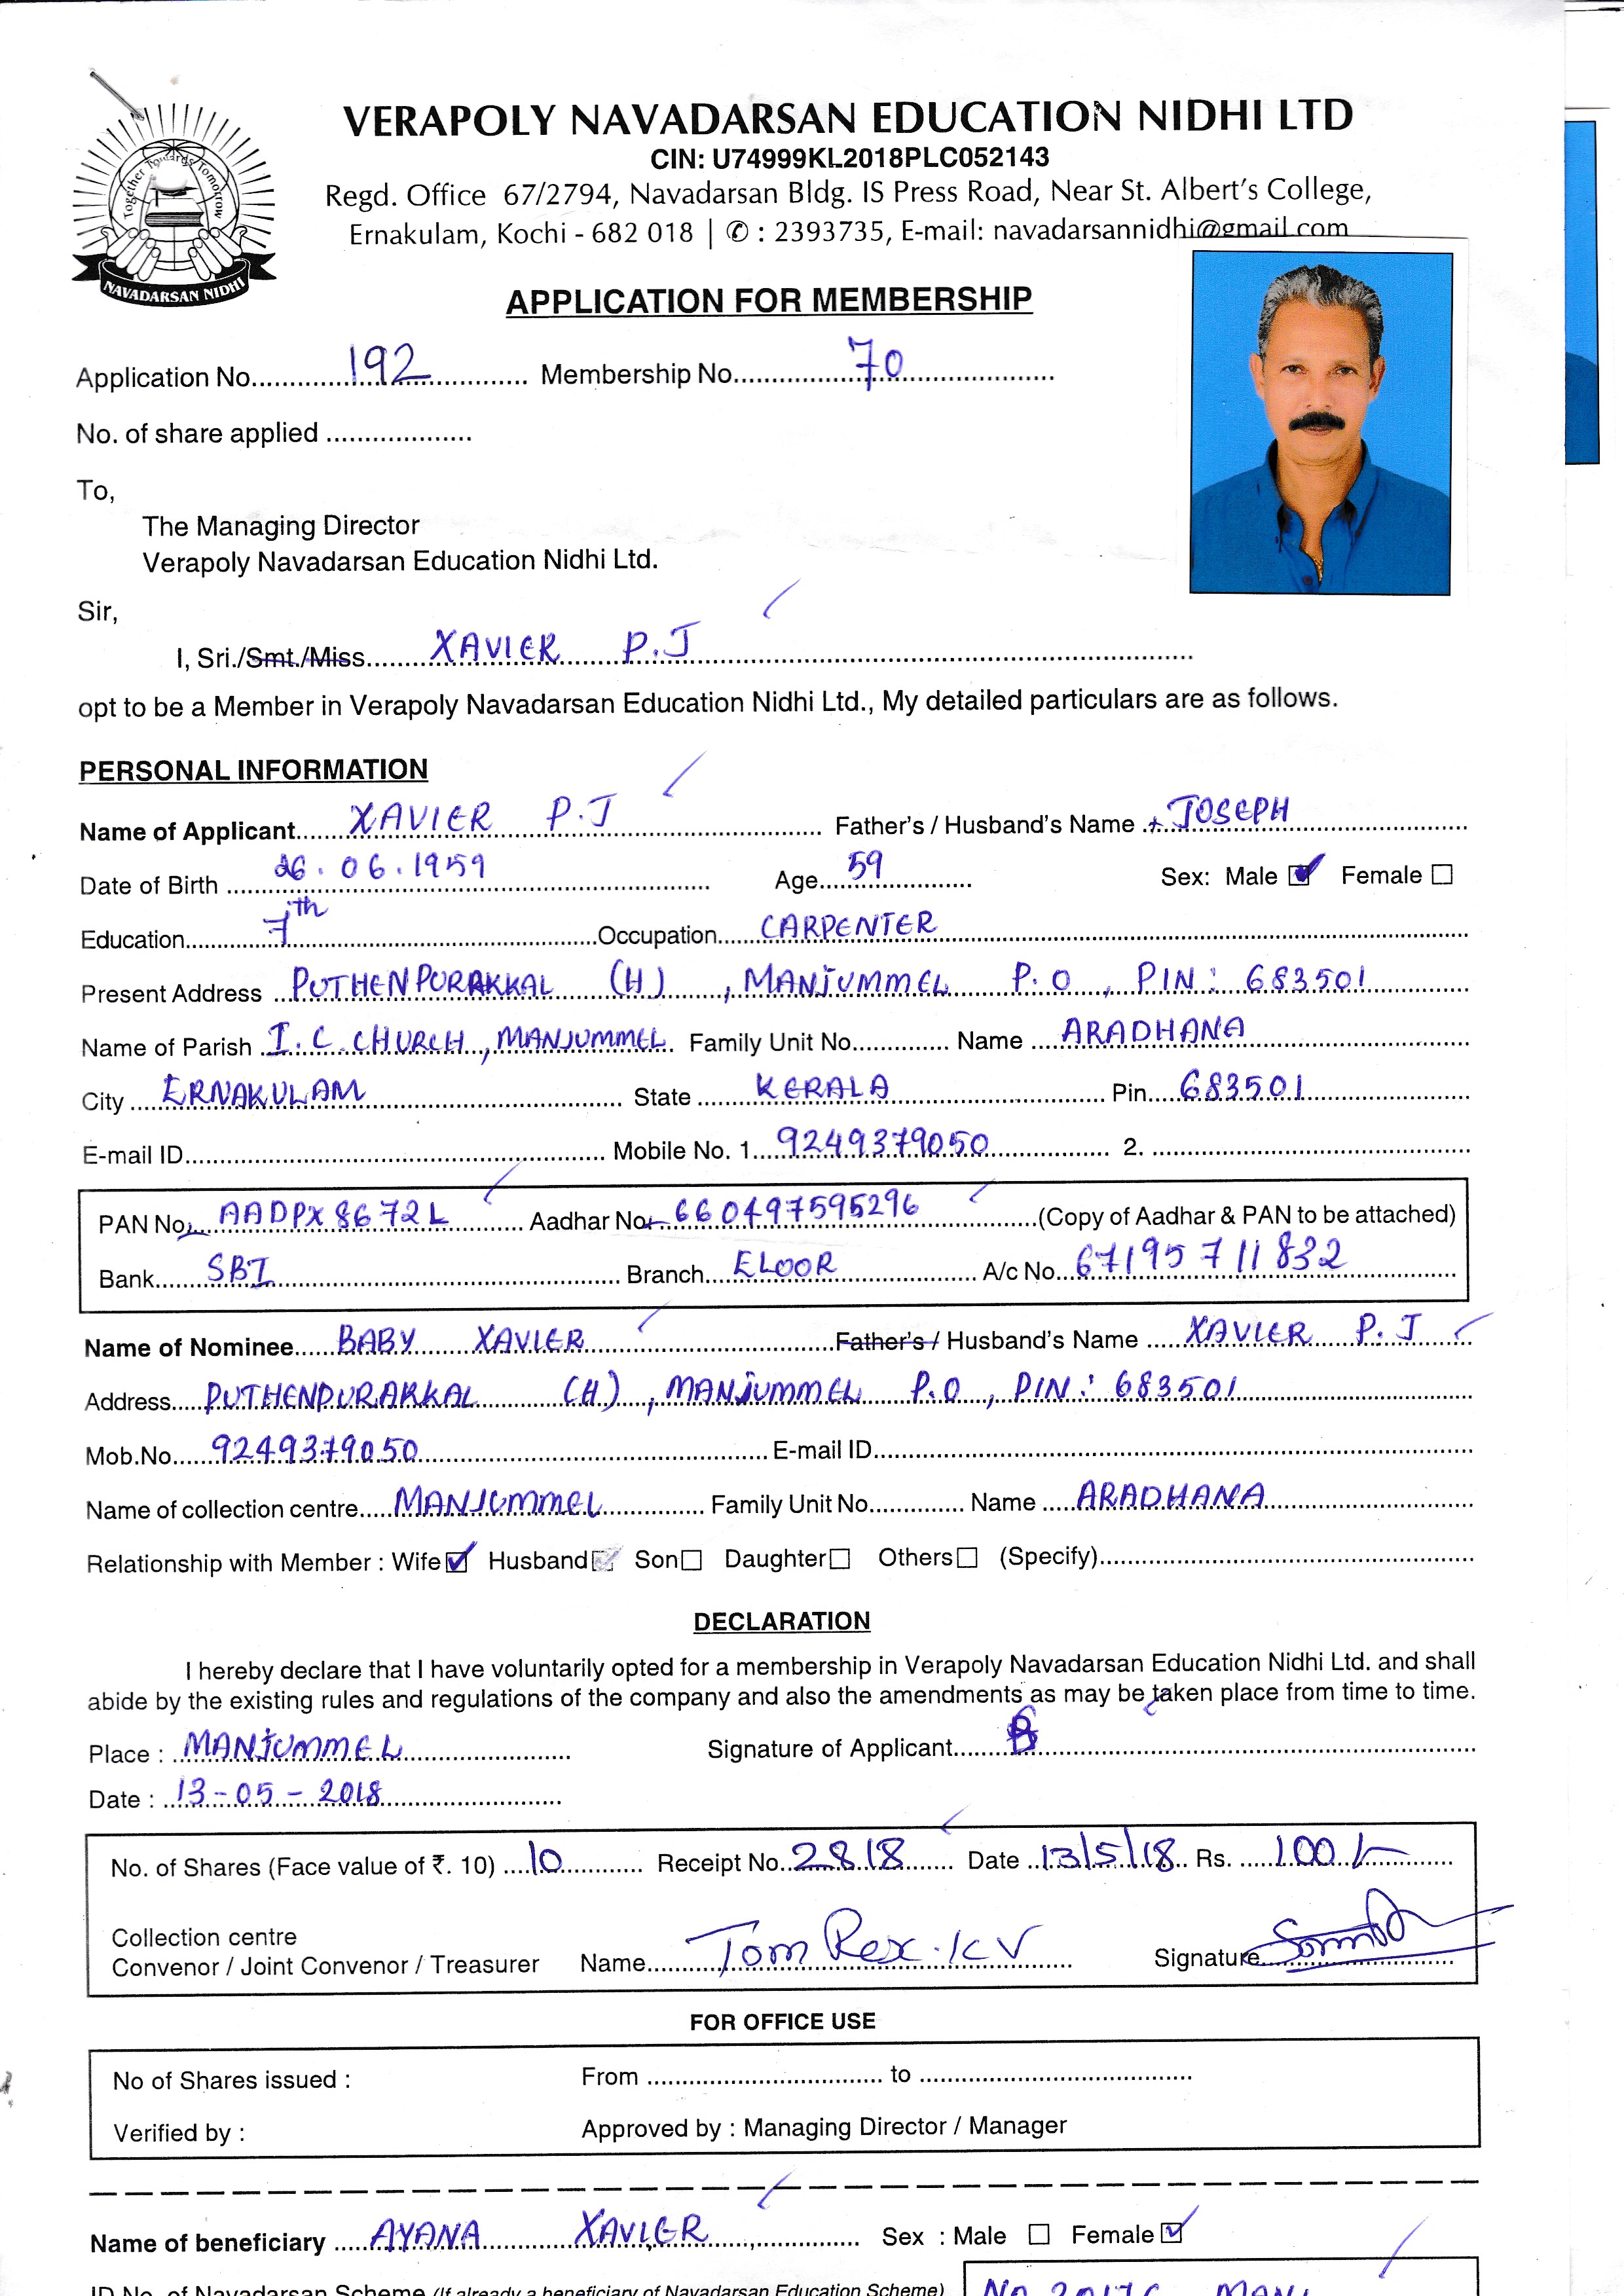 Together Towards Tomorrow
NAVADARSAN NIDHI
VERAPOLY NAVADARSAN EDUCATION NIDHI LTD
CIN: U74999KL2018PLC052143
Regd. Office 67/2794, Navadarsan Bldg. IS Press Road, Near St. Albert's College,
Ernakulam, Kochi - 682 018 | ✆ : 2393735, E-mail: navadarsannidhi@gmail.com
APPLICATION FOR MEMBERSHIP
Application No. 192 Membership No. 70
No. of share applied
To,
The Managing Director
Verapoly Navadarsan Education Nidhi Ltd.
Sir,
I, Sri./Smt./Miss XAVIER P.J
opt to be a Member in Verapoly Navadarsan Education Nidhi Ltd., My detailed particulars are as follows.
PERSONAL INFORMATION
Name of Applicant XAVIER P.J Father's / Husband's Name JOSEPH
Date of Birth 26.06.1959 Age 59 Sex: Male ☑ Female ☐
Education 7th Occupation CARPENTER
Present Address PUTHENPURAKKAL (H), MANJUMMEL P.O, PIN: 683501
Name of Parish I.C. CHURCH, MANJUMMEL Family Unit No. Name ARADHANA
City ERNAKULAM State KERALA Pin 683501
E-mail ID Mobile No. 1 9249379050 2.
PAN No. AADPX8672L Aadhar No. 660497595296 (Copy of Aadhar & PAN to be attached)
Bank SBI Branch ELOOR A/c No. 67195711832
Name of Nominee BABY XAVIER Father's / Husband's Name XAVIER P.J
Address PUTHENPURAKKAL (H), MANJUMMEL P.O, PIN: 683501
Mob.No. 9249379050 E-mail ID
Name of collection centre MANJUMMEL Family Unit No. Name ARADHANA
Relationship with Member : Wife ☑ Husband ☐ Son ☐ Daughter ☐ Others ☐ (Specify)
DECLARATION
I hereby declare that I have voluntarily opted for a membership in Verapoly Navadarsan Education Nidhi Ltd. and shall
abide by the existing rules and regulations of the company and also the amendments as may be taken place from time to time.
Place : MANJUMMEL Signature of Applicant
Date : 13-05-2018
No. of Shares (Face value of ₹. 10) 10 Receipt No. 2818 Date 13/5/18 Rs. 100/-
Collection centre
Convenor / Joint Convenor / Treasurer Name Tom Rex.K V Signature
FOR OFFICE USE
No of Shares issued : From to
Verified by : Approved by : Managing Director / Manager
Name of beneficiary AYANA XAVIER Sex : Male ☐ Female ☑
ID No. of Navadarsan Scheme (If already a beneficiary of Navadarsan Education Scheme)